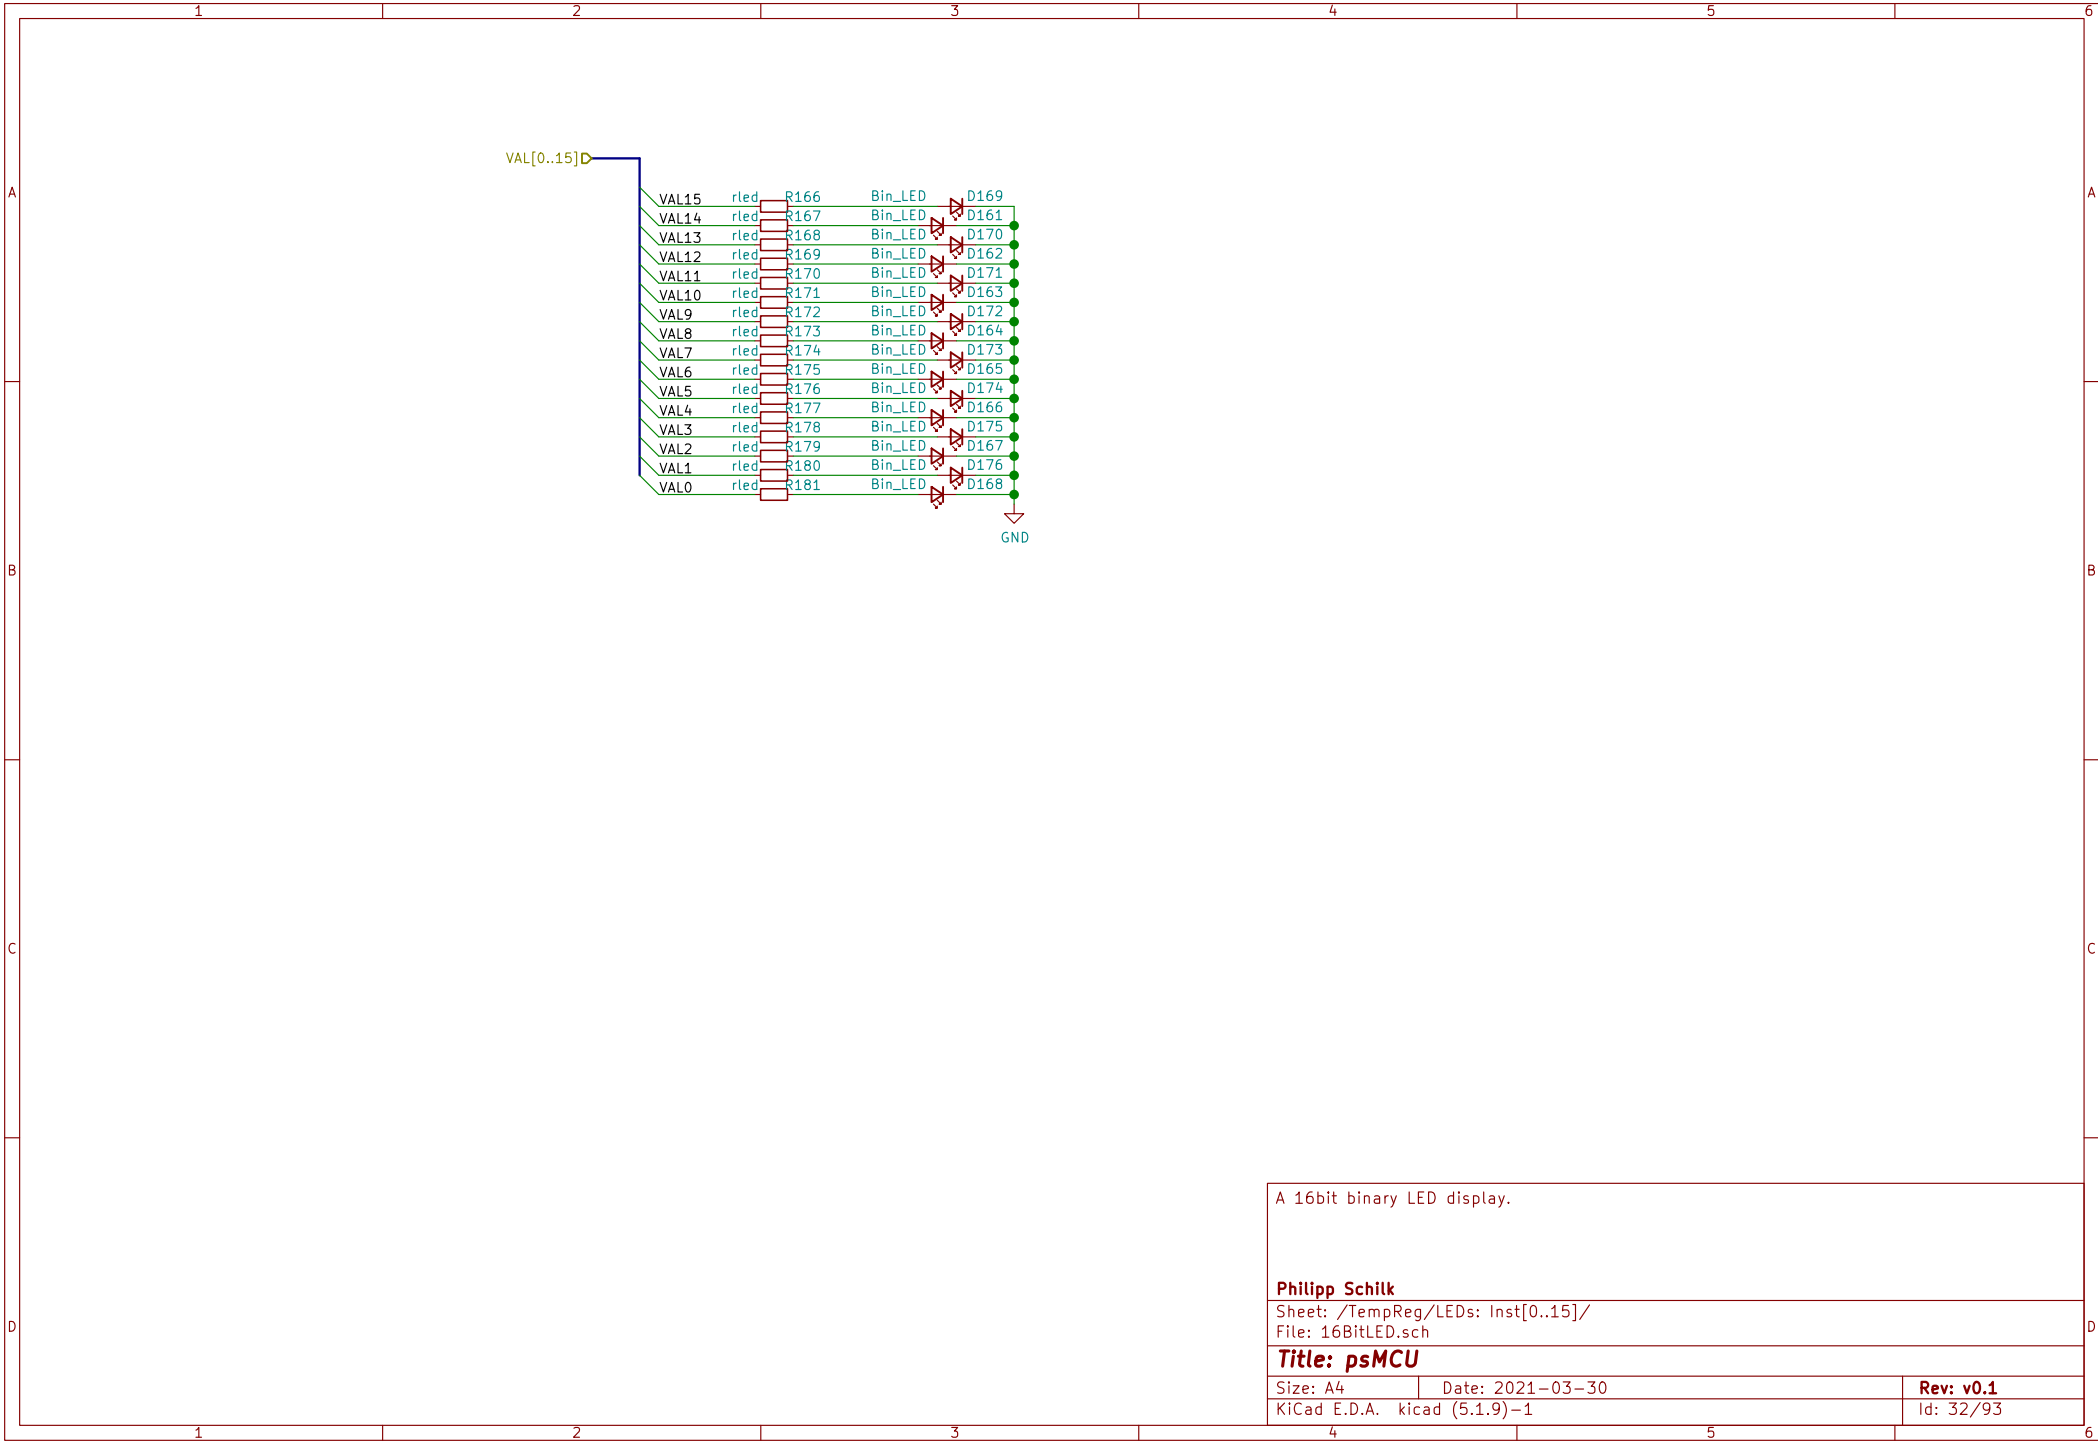 1 2 3 4 5 6
VAL[0..15]
A A
VAL15 rled R166 Bin_LED D169
VAL14 rled R167 Bin_LED D161
VAL13 rled R168 Bin_LED D170
VAL12 rled R169 Bin_LED D162
VAL11 rled R170 Bin_LED D171
VAL10 rled R171 Bin_LED D163
VAL9 rled R172 Bin_LED D172
VAL8 rled R173 Bin_LED D164
VAL7 rled R174 Bin_LED D173
VAL6 rled R175 Bin_LED D165
VAL5 rled R176 Bin_LED D174
VAL4 rled R177 Bin_LED D166
VAL3 rled R178 Bin_LED D175
VAL2 rled R179 Bin_LED D167
VAL1 rled R180 Bin_LED D176
VAL0 rled R181 Bin_LED D168
GND
B B
C C
A 16bit binary LED display.
Philipp Schilk
Sheet: /TempReg/LEDs: Inst[0..15]/
D D
File: 16BitLED.sch
Title: psMCU
Size: A4 Date: 2021-03-30 Rev: v0.1
KiCad E.D.A. kicad (5.1.9)-1 Id: 32/93
1 2 3 4 5 6